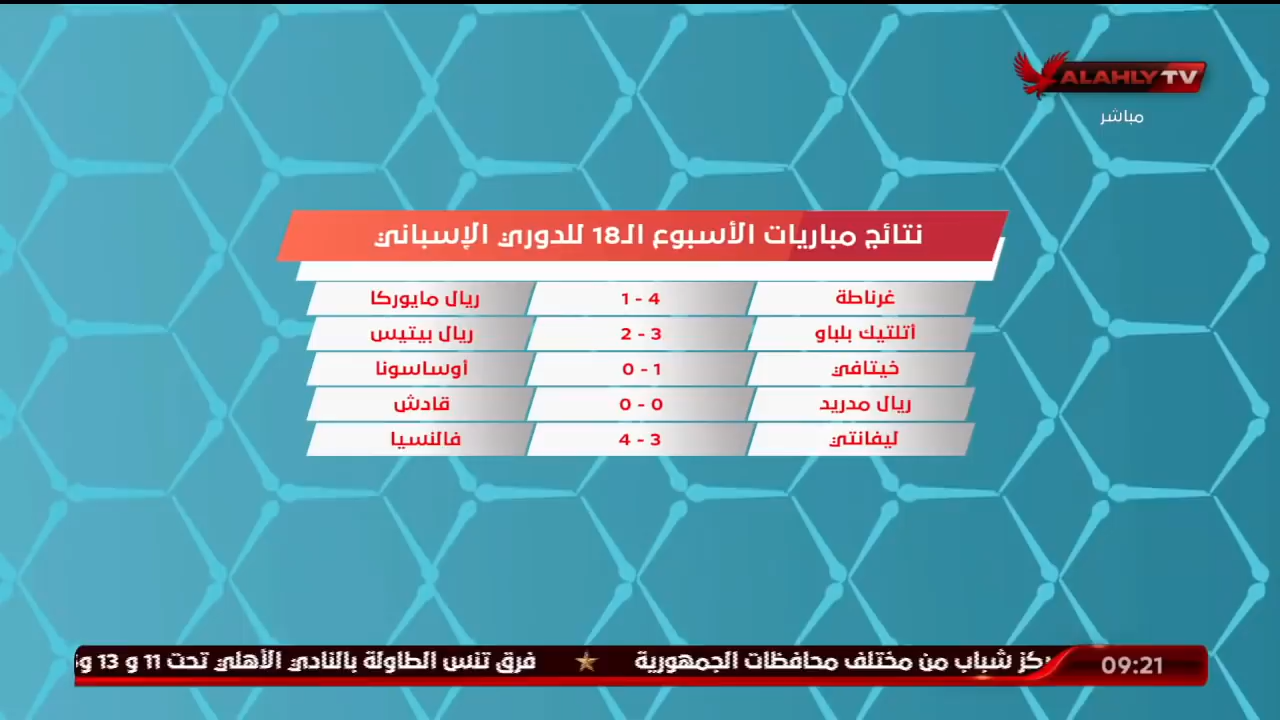 ALAHLY TV
مباشر
نتائج مباريات الأسبوع الـ18 للدوري الإسباني
غرناطة 4 - 1 ريال مايوركا
أتلتيك بلباو 3 - 2 ريال بيتيس
خيتافي 1 - 0 أوساسونا
ريال مدريد 0 - 0 قادش
ليفانتي 3 - 4 فالنسيا
شباب من مختلف محافظات الجمهورية ★ فرق تنس الطاولة بالنادي الأهلي تحت 11 و 13 و
09:21